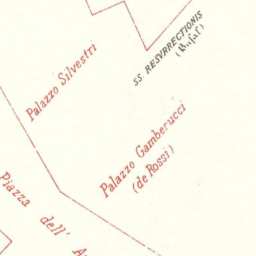 Palazzo Silvestri
SS. RESVRRECTIONIS
Palazzo Gamberucci
(de Rossi)
Piazza dell'